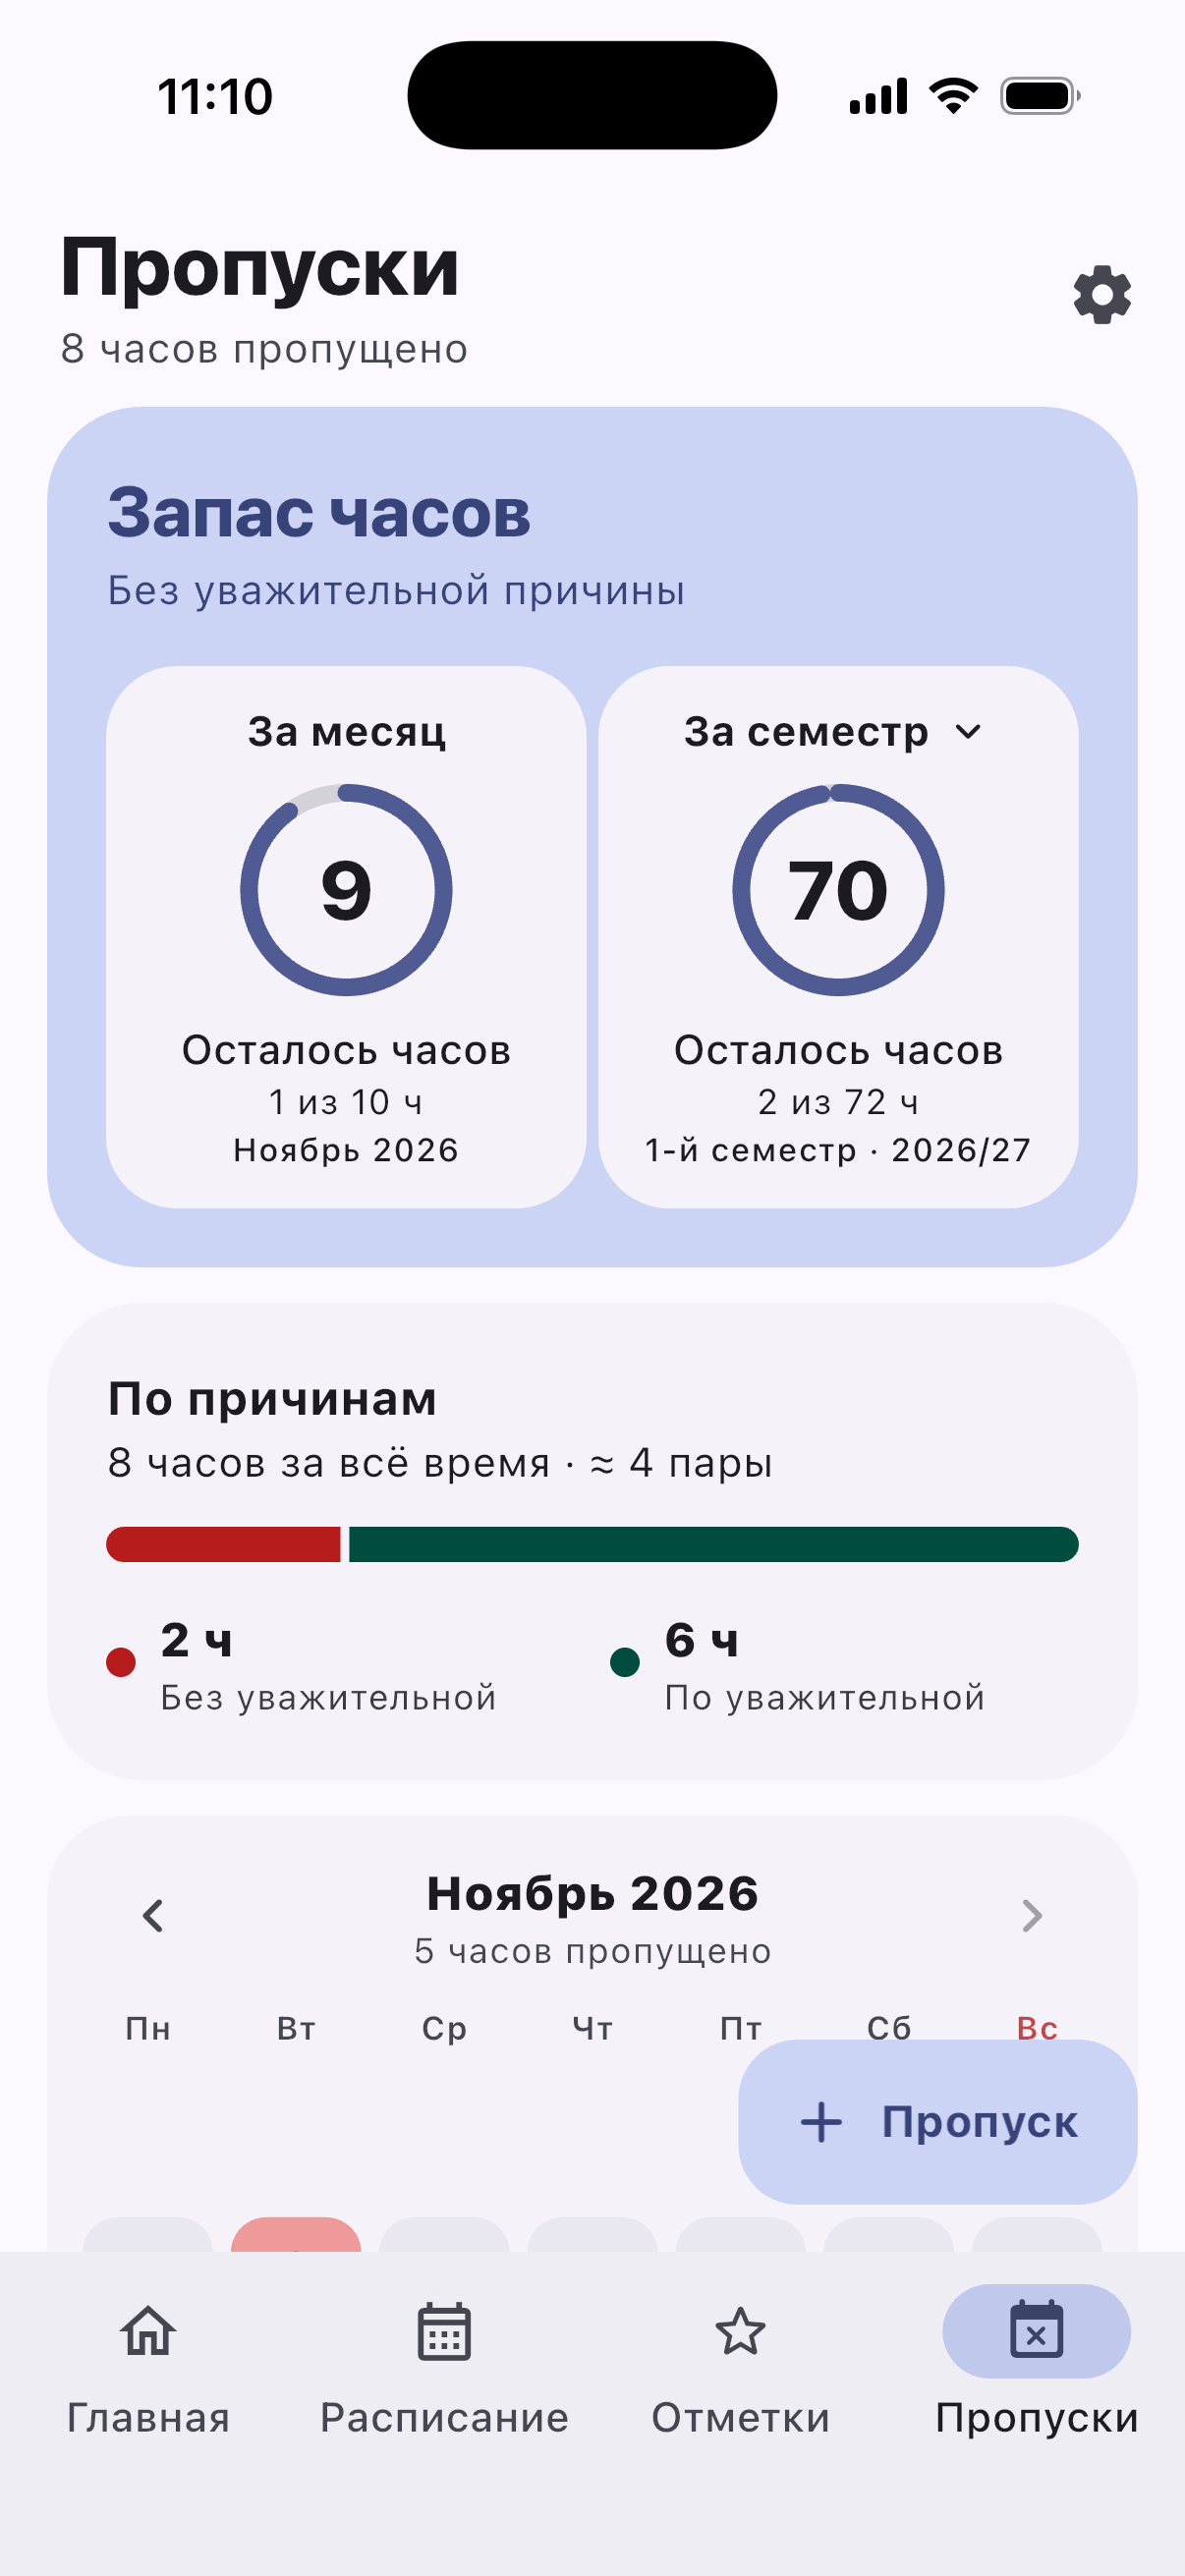 11:10
Пропуски
8 часов пропущено
Запас часов
Без уважительной причины
За месяц
9
Осталось часов
1 из 10 ч
Ноябрь 2026
За семестр
70
Осталось часов
2 из 72 ч
1-й семестр · 2026/27
По причинам
8 часов за всё время · ≈ 4 пары
2 ч
Без уважительной
6 ч
По уважительной
Ноябрь 2026
5 часов пропущено
Пн Вт Ср Чт Пт Сб Вс
+ Пропуск
Главная Расписание Отметки Пропуски